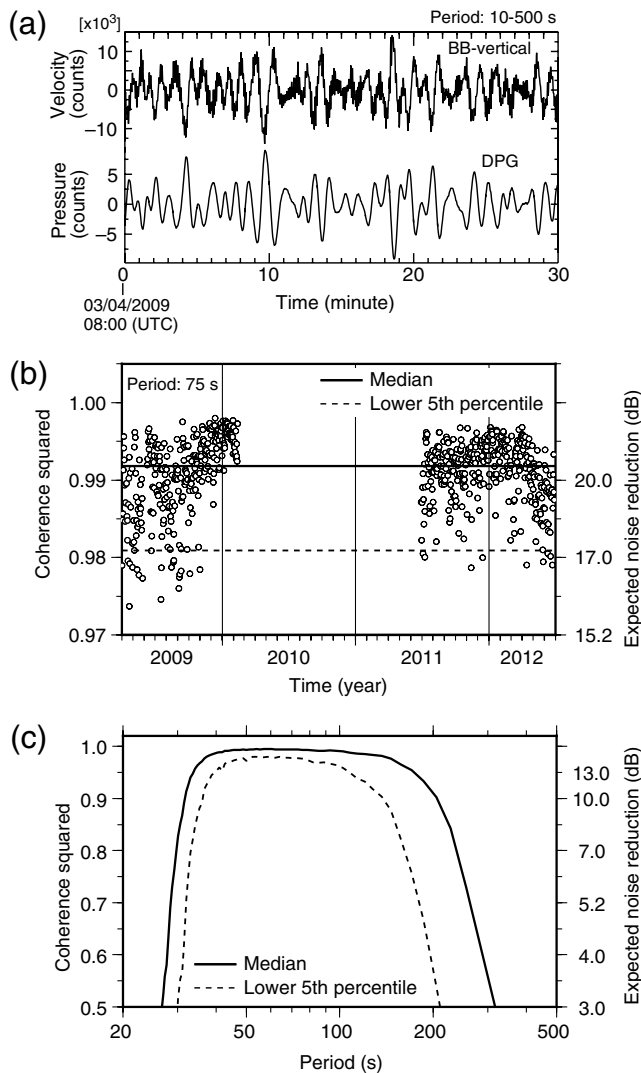 (a)
[×10³]
Period: 10-500 s
BB-vertical
Velocity
(counts)
10
0
−10
DPG
Pressure
(counts)
5
0
−5
0 10 20 30
Time (minute)
03/04/2009
08:00 (UTC)
(b)
Period: 75 s
Median
Lower 5th percentile
Coherence squared
1.00
0.99
0.98
0.97
Expected noise reduction (dB)
20.0
17.0
15.2
2009 2010 2011 2012
Time (year)
(c)
Coherence squared
1.0
0.9
0.8
0.7
0.6
0.5
Expected noise reduction (dB)
13.0
10.0
7.0
5.2
4.0
3.0
Median
Lower 5th percentile
20 50 100 200 500
Period (s)